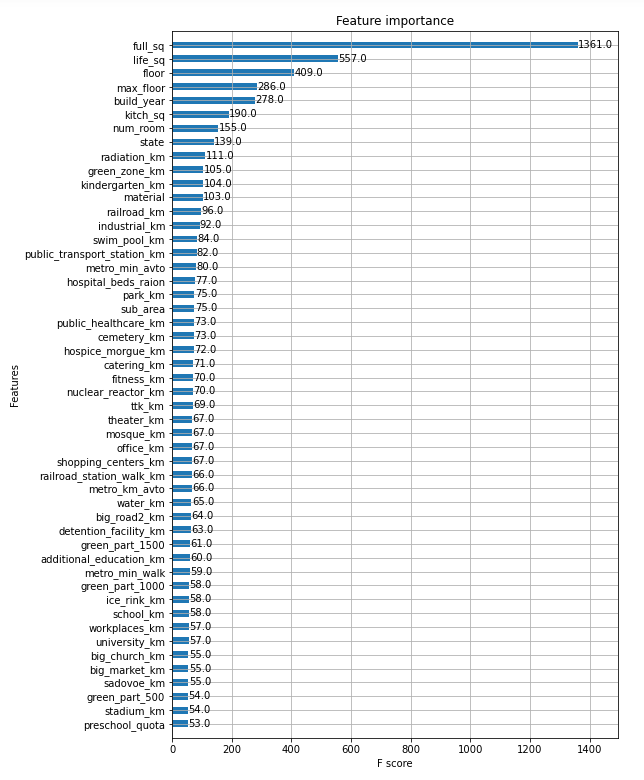 Feature importance
full_sq 1361.0
life_sq 557.0
floor 409.0
max_floor 286.0
build_year 278.0
kitch_sq 190.0
num_room 155.0
state 139.0
radiation_km 111.0
green_zone_km 105.0
kindergarten_km 104.0
material 103.0
railroad_km 96.0
industrial_km 92.0
swim_pool_km 84.0
public_transport_station_km 82.0
metro_min_avto 80.0
hospital_beds_raion 77.0
park_km 75.0
sub_area 75.0
public_healthcare_km 73.0
cemetery_km 73.0
hospice_morgue_km 72.0
catering_km 71.0
fitness_km 70.0
nuclear_reactor_km 70.0
ttk_km 69.0
theater_km 67.0
mosque_km 67.0
office_km 67.0
shopping_centers_km 67.0
railroad_station_walk_km 66.0
metro_km_avto 66.0
water_km 65.0
big_road2_km 64.0
detention_facility_km 63.0
green_part_1500 61.0
additional_education_km 60.0
metro_min_walk 59.0
green_part_1000 58.0
ice_rink_km 58.0
school_km 58.0
workplaces_km 57.0
university_km 57.0
big_church_km 55.0
big_market_km 55.0
sadovoe_km 55.0
green_part_500 54.0
stadium_km 54.0
preschool_quota 53.0
Features
0 200 400 600 800 1000 1200 1400
F score